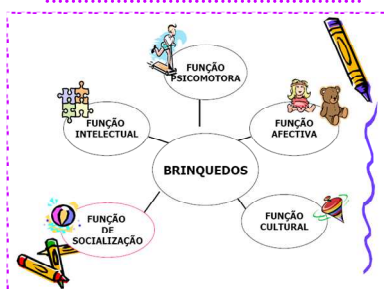 FUNÇÃO
PSICOMOTORA
FUNÇÃO
INTELECTUAL
FUNÇÃO
AFECTIVA
BRINQUEDOS
FUNÇÃO
DE
SOCIALIZAÇÃO
FUNÇÃO
CULTURAL